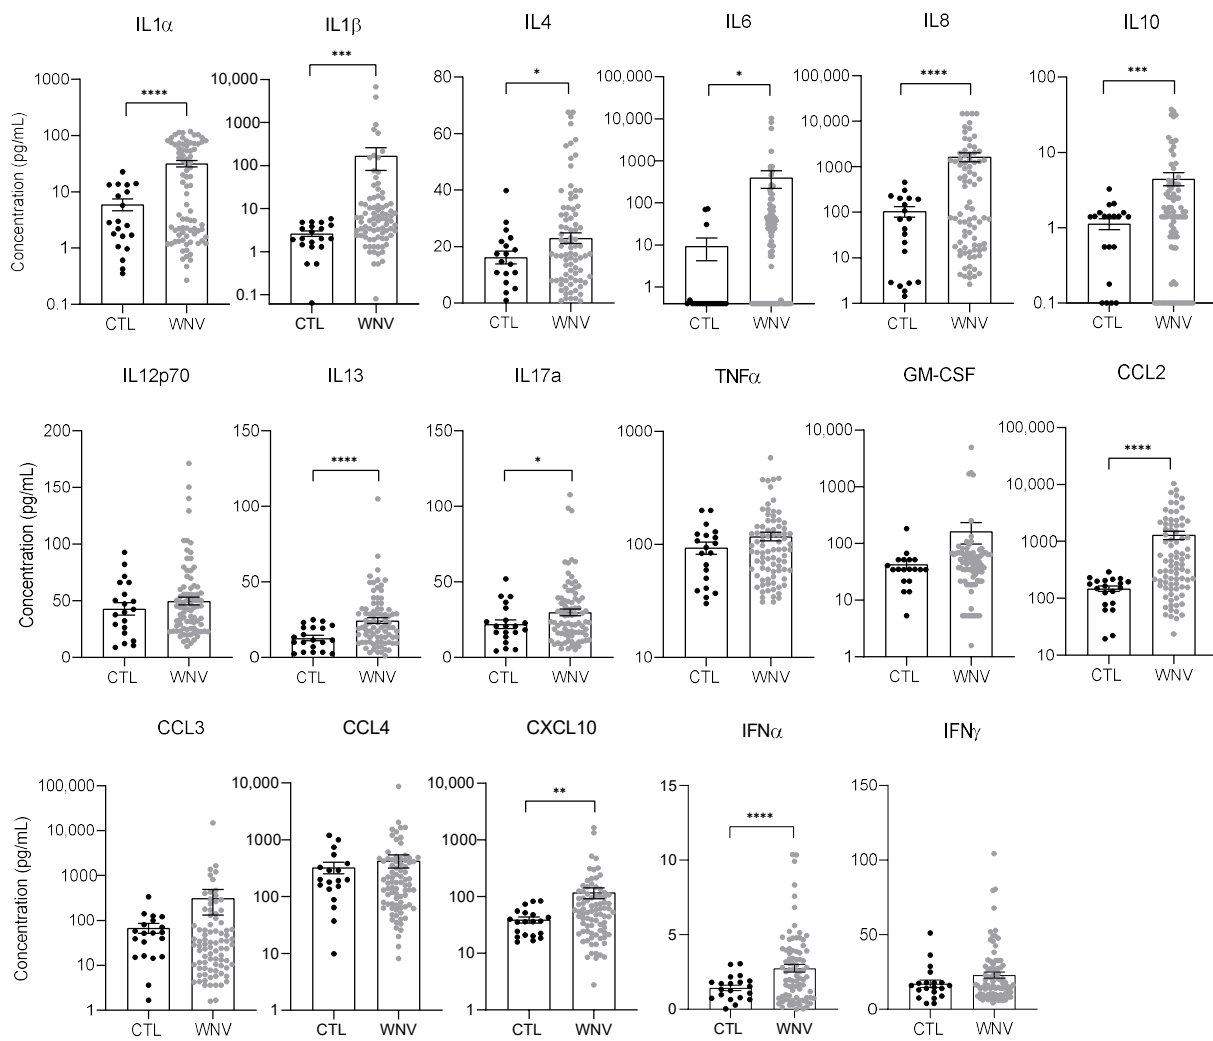 IL1α IL1β IL4 IL6 IL8 IL10
Concentration (pg/mL)
1000 100 10 1 0.1
****
CTL WNV
10,000 1000 100 10 1 0.1
***
CTL WNV
80 60 40 20 0
*
CTL WNV
100,000 10,000 1000 100 10 1
*
CTL WNV
100,000 10,000 1000 100 10 1
****
CTL WNV
100 10 1 0.1
***
CTL WNV
IL12p70 IL13 IL17a TNFα GM-CSF CCL2
Concentration (pg/mL)
200 150 100 50 0
CTL WNV
150 100 50 0
****
CTL WNV
150 100 50 0
*
CTL WNV
1000 100 10
CTL WNV
10,000 1000 100 10 1
CTL WNV
100,000 10,000 1000 100 10
****
CTL WNV
CCL3 CCL4 CXCL10 IFNα IFNγ
Concentration (pg/mL)
100,000 10,000 1000 100 10 1
CTL WNV
10,000 1000 100 10 1
CTL WNV
10,000 1000 100 10 1
**
CTL WNV
15 10 5 0
****
CTL WNV
150 100 50 0
CTL WNV